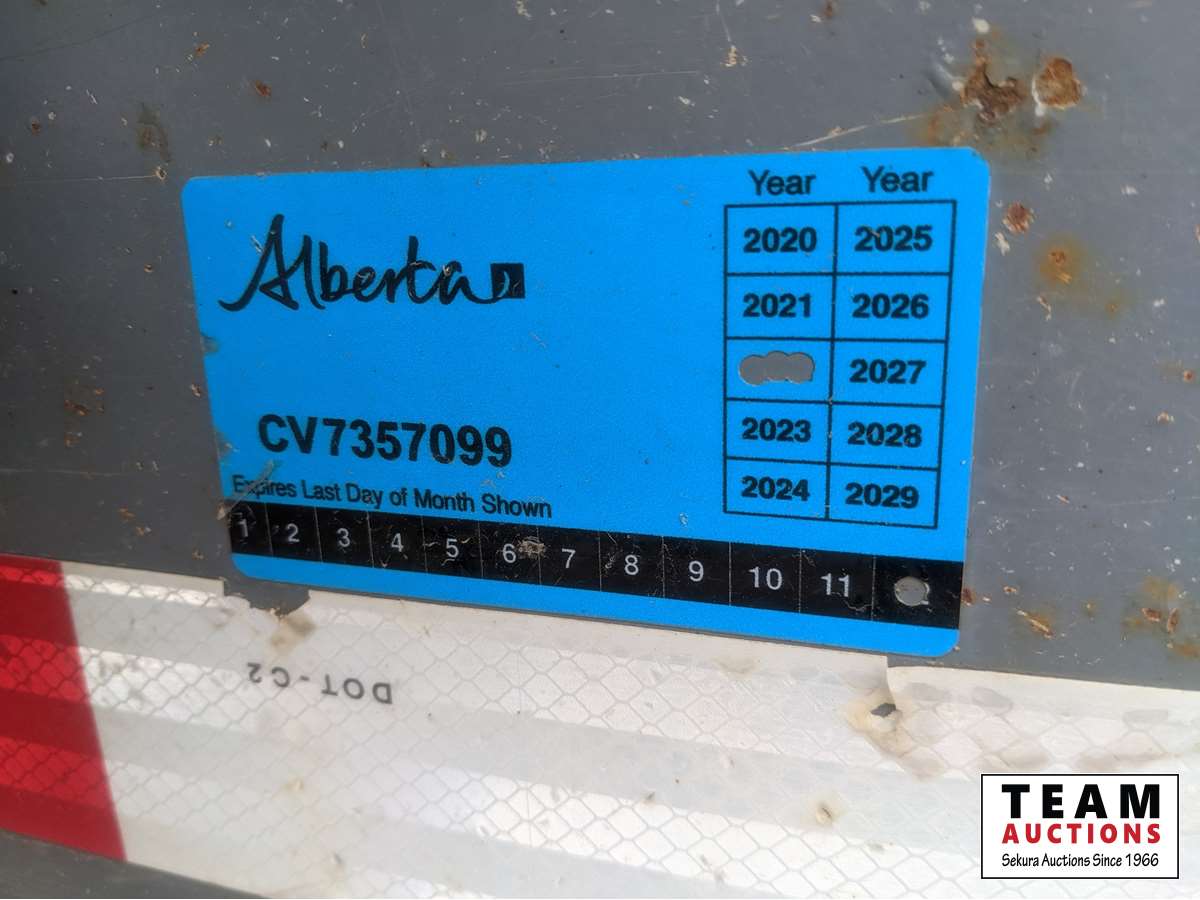 Alberta
Year Year
2020 2025
2021 2026
2027
2023 2028
2024 2029
CV7357099
Expires Last Day of Month Shown
1 2 3 4 5 6 7 8 9 10 11
DOT-C2
TEAM
AUCTIONS
Sekura Auctions Since 1966